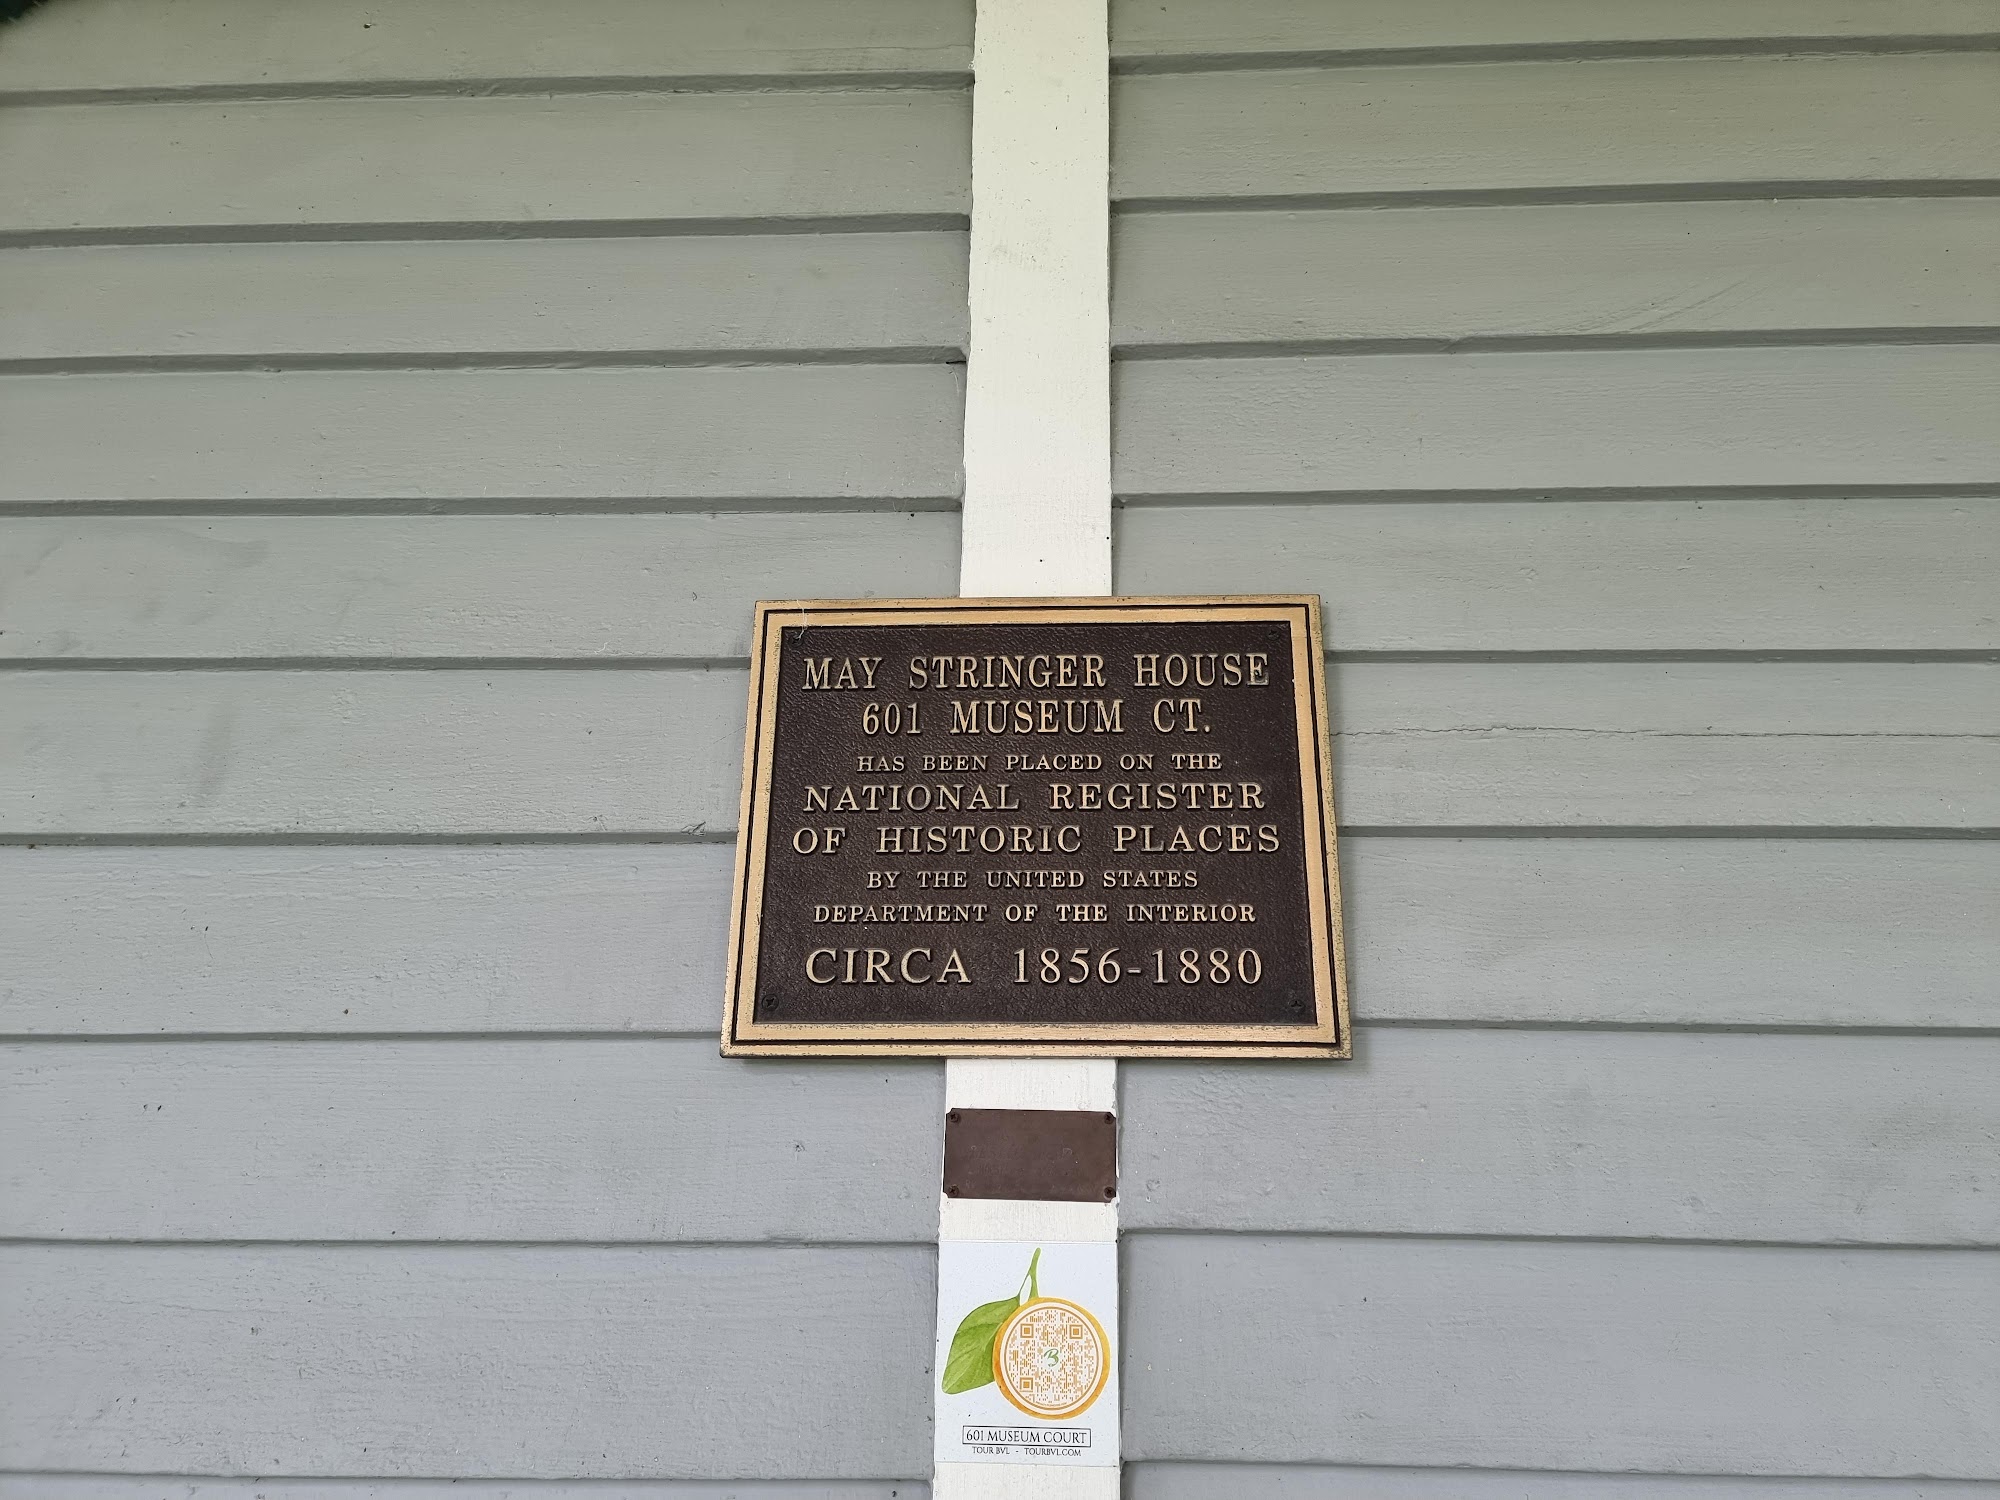 MAY STRINGER HOUSE
601 MUSEUM CT.
HAS BEEN PLACED ON THE
NATIONAL REGISTER
OF HISTORIC PLACES
BY THE UNITED STATES
DEPARTMENT OF THE INTERIOR
CIRCA 1856-1880
B
601 MUSEUM COURT
TOUR BVL - TOURBVL.COM